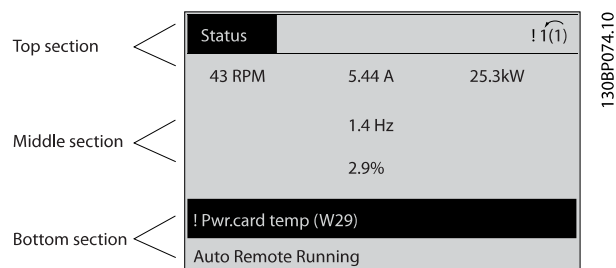 Status
! 1(1)
Top section
43 RPM 5.44 A 25.3kW
1.4 Hz
Middle section
2.9%
! Pwr.card temp (W29)
Bottom section
Auto Remote Running
130BP074.10